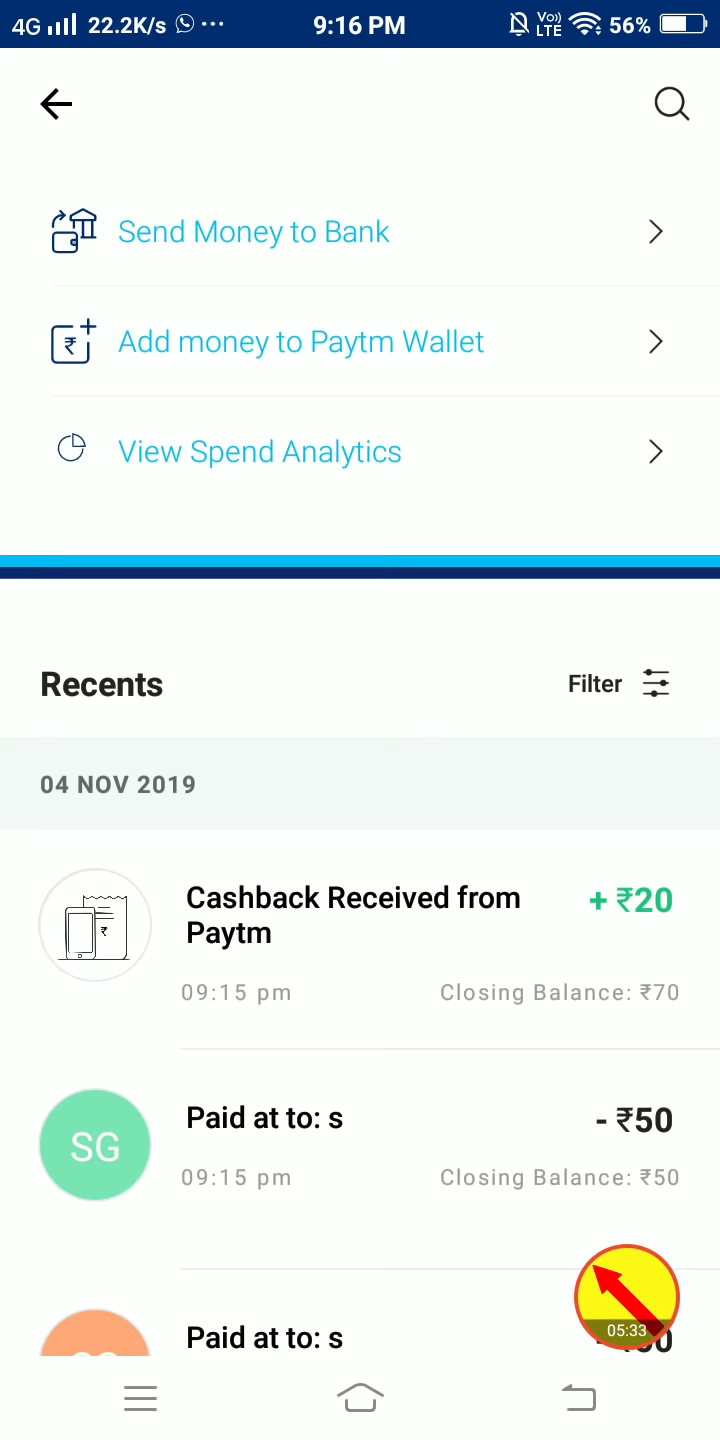 4G 22.2K/s ... 9:16 PM Vo)) LTE 56%
Send Money to Bank
₹ Add money to Paytm Wallet
View Spend Analytics
Recents Filter
04 NOV 2019
Cashback Received from + ₹20
Paytm
09:15 pm Closing Balance: ₹70
SG Paid at to: s - ₹50
09:15 pm Closing Balance: ₹50
Paid at to: s
05:33